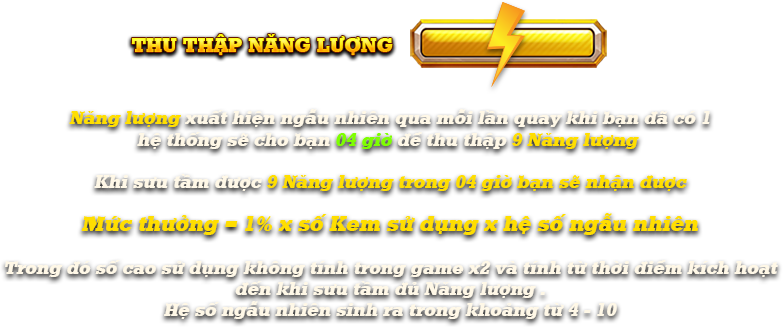 THU THẬP NĂNG LƯỢNG
Năng lượng xuất hiện ngẫu nhiên qua mỗi lần quay khi bạn đã có 1
hệ thống sẽ cho bạn 04 giờ để thu thập 9 Năng lượng
Khi sưu tầm được 9 Năng lượng trong 04 giờ bạn sẽ nhận được
Mức thưởng = 1% x số Kem sử dụng x hệ số ngẫu nhiên
Trong đó số cao sử dụng không tính trong game x2 và tính từ thời điểm kích hoạt
đến khi sưu tầm đủ Năng lượng .
Hệ số ngẫu nhiên sinh ra trong khoảng từ 4 - 10